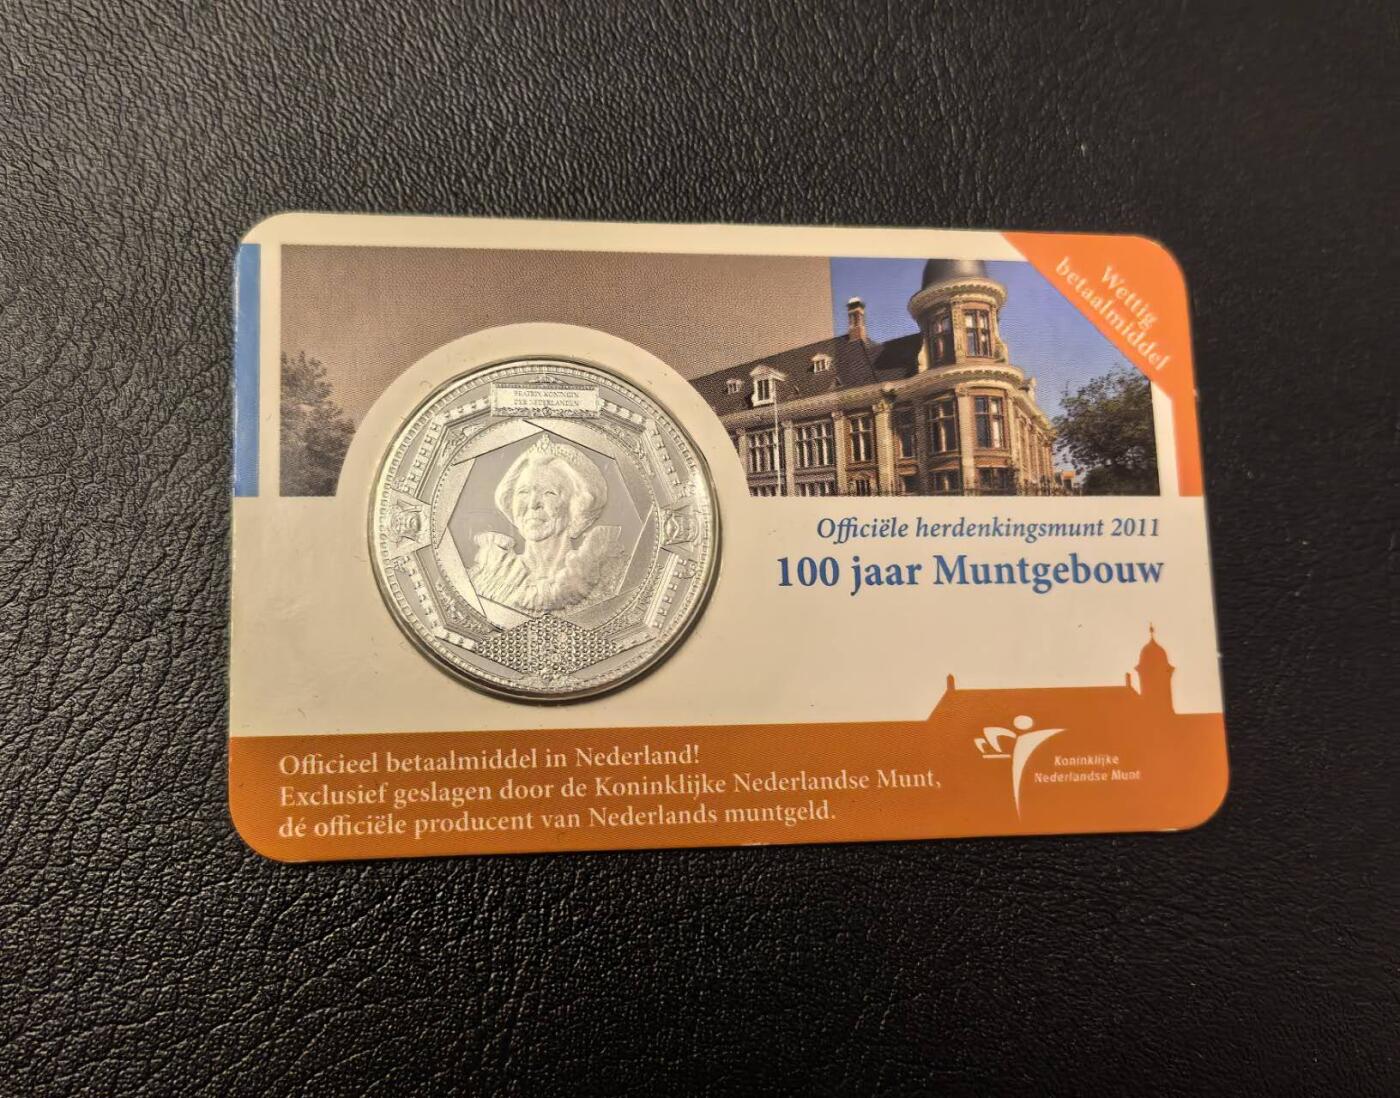 Wettig
betaalmiddel
BEATRIX KONINGIN
DER NEDERLANDEN
Officiële herdenkingsmunt 2011
100 jaar Muntgebouw
Officieel betaalmiddel in Nederland!
Exclusief geslagen door de Koninklijke Nederlandse Munt,
dé officiële producent van Nederlands muntgeld.
Koninklijke
Nederlandse Munt